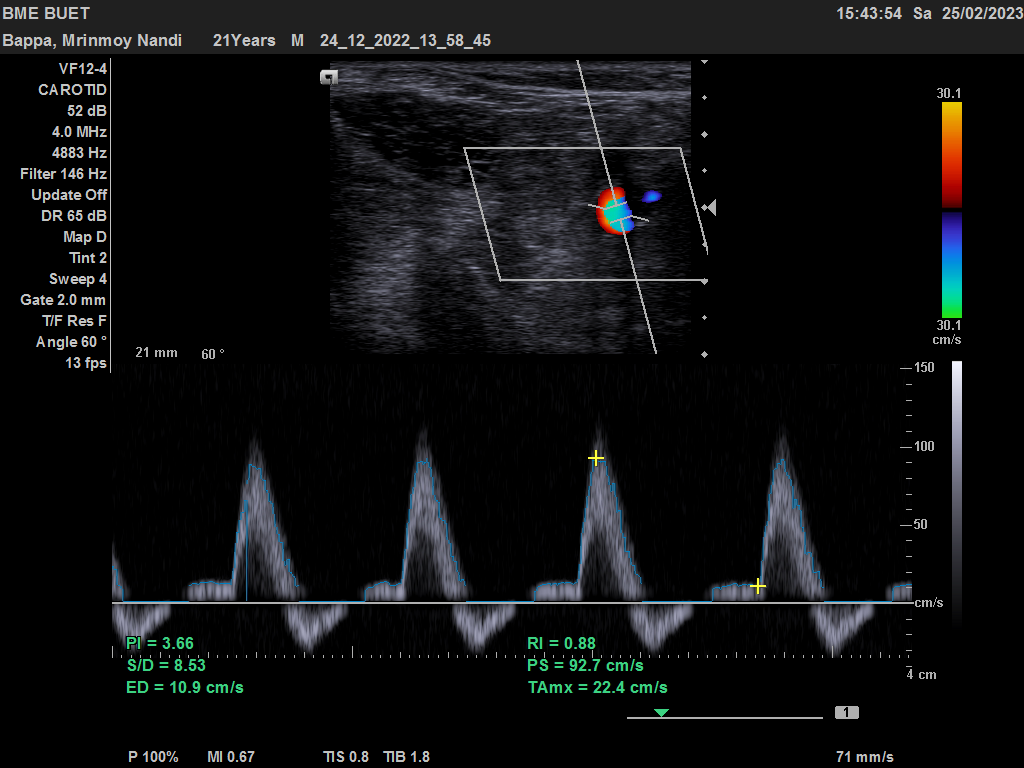 BME BUET
15:43:54 Sa 25/02/2023
Bappa, Mrinmoy Nandi 21Years M 24_12_2022_13_58_45
VF12-4
CAROTID
52 dB
4.0 MHz
4883 Hz
Filter 146 Hz
Update Off
DR 65 dB
Map D
Tint 2
Sweep 4
Gate 2.0 mm
T/F Res F
Angle 60 °
13 fps
21 mm 60 °
30.1
30.1
cm/s
150
100
50
cm/s
4 cm
PI = 3.66
S/D = 8.53
ED = 10.9 cm/s
RI = 0.88
PS = 92.7 cm/s
TAmx = 22.4 cm/s
1
P 100% MI 0.67 TIS 0.8 TIB 1.8 71 mm/s